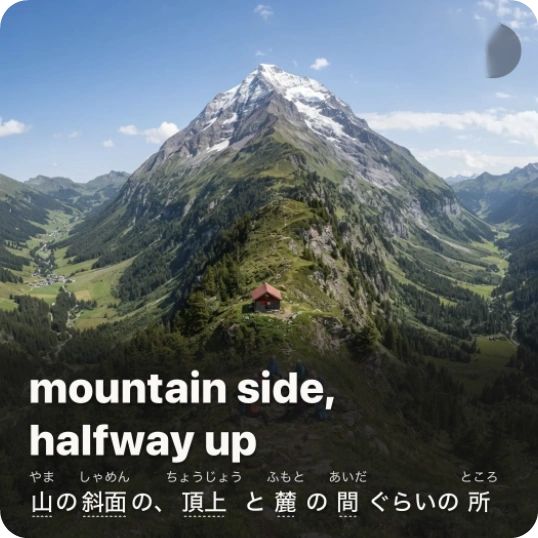 mountain side,
halfway up
やま しゃめん ちょうじょう ふもと あいだ ところ
山の斜面の、頂上 と 麓 の 間 ぐらいの 所